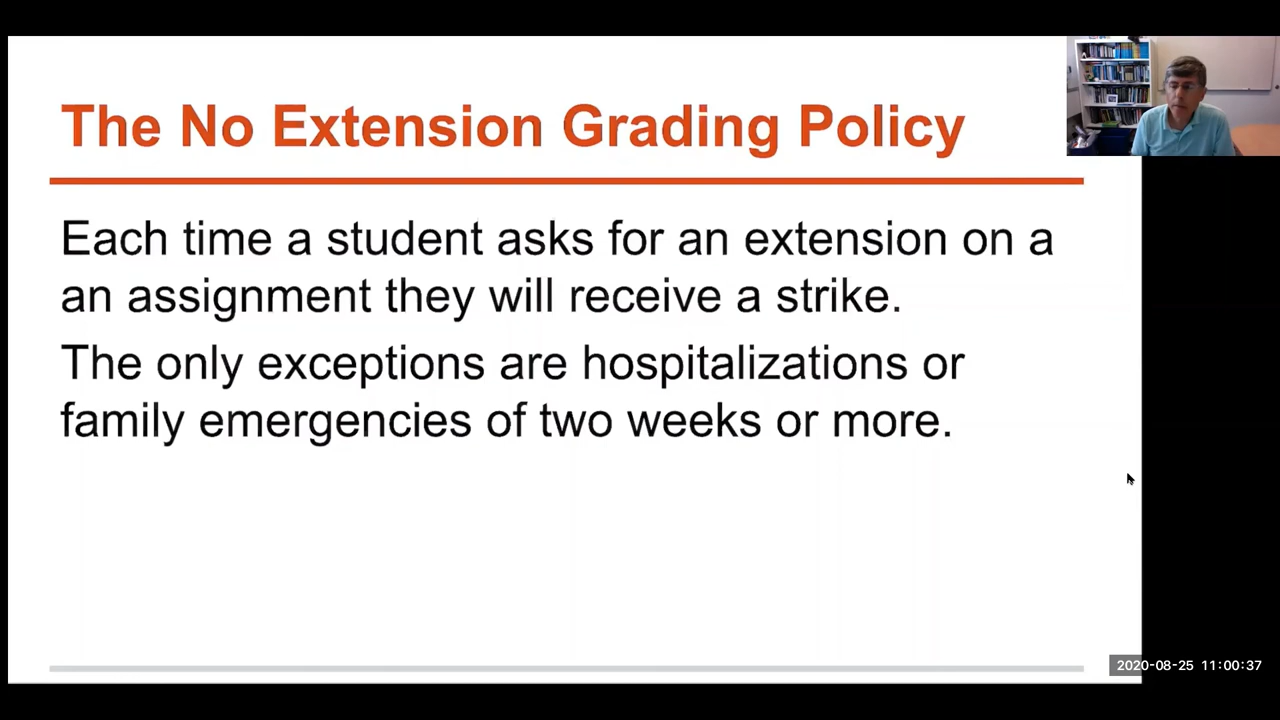 The No Extension Grading Policy
Each time a student asks for an extension on a
an assignment they will receive a strike.
The only exceptions are hospitalizations or
family emergencies of two weeks or more.
2020-08-25 11:00:37